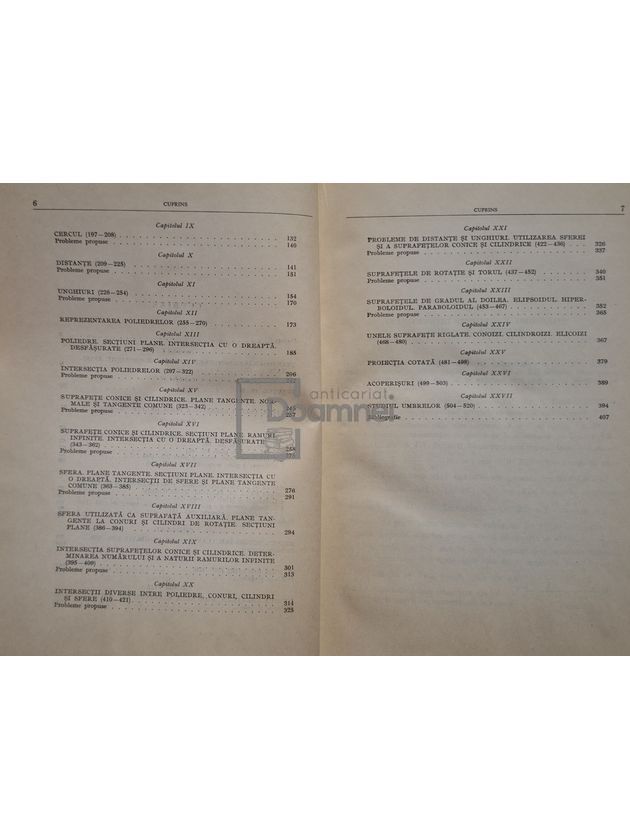 6 CUPRINS
Capitolul IX
CERCUL (197—208) . . . 132
Probleme propuse . . . 140
Capitolul X
DISTANȚE (209—225) . . . 141
Probleme propuse . . . 151
Capitolul XI
UNGHIURI (226—254) . . . 154
Probleme propuse . . . 170
Capitolul XII
REPREZENTAREA POLIEDRELOR (255—270) . . . 173
Capitolul XIII
POLIEDRE. SECȚIUNI PLANE. INTERSECȚIA CU O DREAPTĂ.
DESFĂȘURATE (271—296) . . . 185
Capitolul XIV
INTERSECȚIA POLIEDRELOR (297—322)
Probleme propuse . . . 206
Capitolul XV
SUPRAFEȚE CONICE ȘI CILINDRICE. PLANE TANGENTE. NOR-
MALE ȘI TANGENTE COMUNE (323—342)
Probleme propuse . . . 257
Capitolul XVI
SUPRAFEȚE CONICE ȘI CILINDRICE. SECȚIUNI PLANE. RAMURI
INFINITE. INTERSECȚIA CU O DREAPTĂ. DESFĂȘURATE
(343—362) . . . 258
Probleme propuse . . . 275
Capitolul XVII
SFERA. PLANE TANGENTE. SECȚIUNI PLANE. INTERSECȚIA CU
O DREAPTĂ. INTERSECȚII DE SFERE ȘI PLANE TANGENTE
COMUNE (363—385) . . . 276
Probleme propuse . . . 291
Capitolul XVIII
SFERA UTILIZATĂ CA SUPRAFAȚĂ AUXILIARĂ. PLANE TAN-
GENTE LA CONURI ȘI CILINDRI DE ROTAȚIE. SECȚIUNI
PLANE (386—394) . . . 294
Capitolul XIX
INTERSECȚIA SUPRAFEȚELOR CONICE ȘI CILINDRICE. DETER-
MINAREA NUMĂRULUI ȘI A NATURII RAMURILOR INFINITE
(395—409) . . . 301
Probleme propuse . . . 313
Capitolul XX
INTERSECȚII DIVERSE INTRE POLIEDRE, CONURI, CILINDRI
ȘI SFERE (410—421) . . . 314
Probleme propuse . . . 325
CUPRINS 7
Capitolul XXI
PROBLEME DE DISTANȚE ȘI UNGHIURI. UTILIZAREA SFEREI
ȘI A SUPRAFEȚELOR CONICE ȘI CILINDRICE (422—436) . . . 326
Probleme propuse . . . 337
Capitolul XXII
SUPRAFEȚELE DE ROTAȚIE ȘI TORUL (437—452) . . . 340
Probleme propuse . . . 351
Capitolul XXIII
SUPRAFEȚELE DE GRADUL AL DOILEA. ELIPSOIDUL. HIPER-
BOLOIDUL. PARABOLOIDUL (453—467) . . . 352
Probleme propuse . . . 365
Capitolul XXIV
UNELE SUPRAFEȚE RIGLATE. CONOIZI. CILINDROIZI. ELICOIZI
(468—480) . . . 367
Capitolul XXV
PROIECȚIA COTATĂ (481—498) . . . 379
Capitolul XXVI
ACOPERIȘURI (499—503) . . . 389
Capitolul XXVII
STUDIUL UMBRELOR (504—520) . . . 394
Bibliografie . . . 407
anticariat
Doamnei